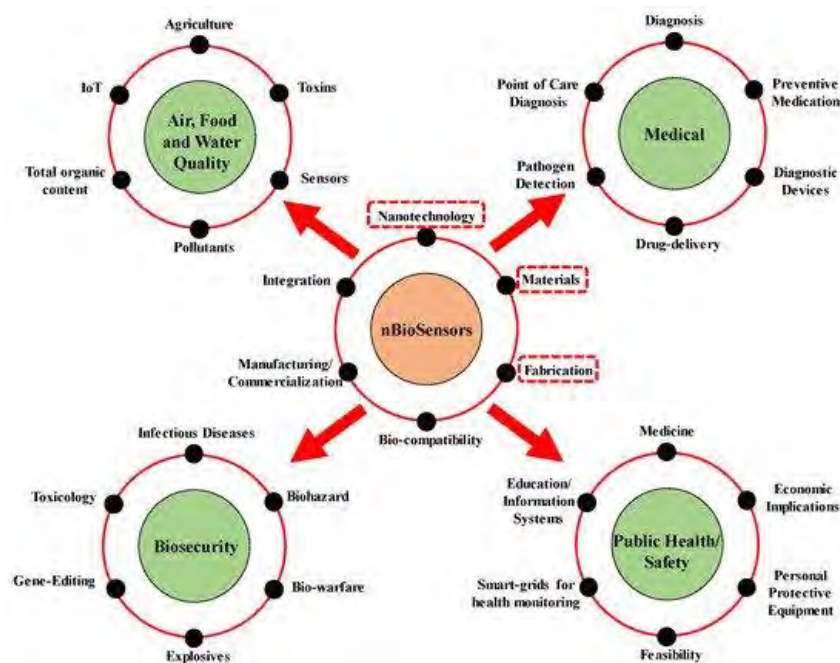 Agriculture
IoT
Toxins
Air, Food
and Water
Quality
Total organic
content
Sensors
Pollutants
Diagnosis
Point of Care
Diagnosis
Preventive
Medication
Medical
Pathogen
Detection
Diagnostic
Devices
Drug-delivery
Nanotechnology
Integration
Materials
nBioSensors
Manufacturing/
Commercialization
Fabrication
Bio-compatibility
Infectious Diseases
Toxicology
Biohazard
Biosecurity
Gene-Editing
Bio-warfare
Explosives
Medicine
Education/
Information
Systems
Economic
Implications
Public Health/
Safety
Smart-grids for
health monitoring
Personal
Protective
Equipment
Feasibility